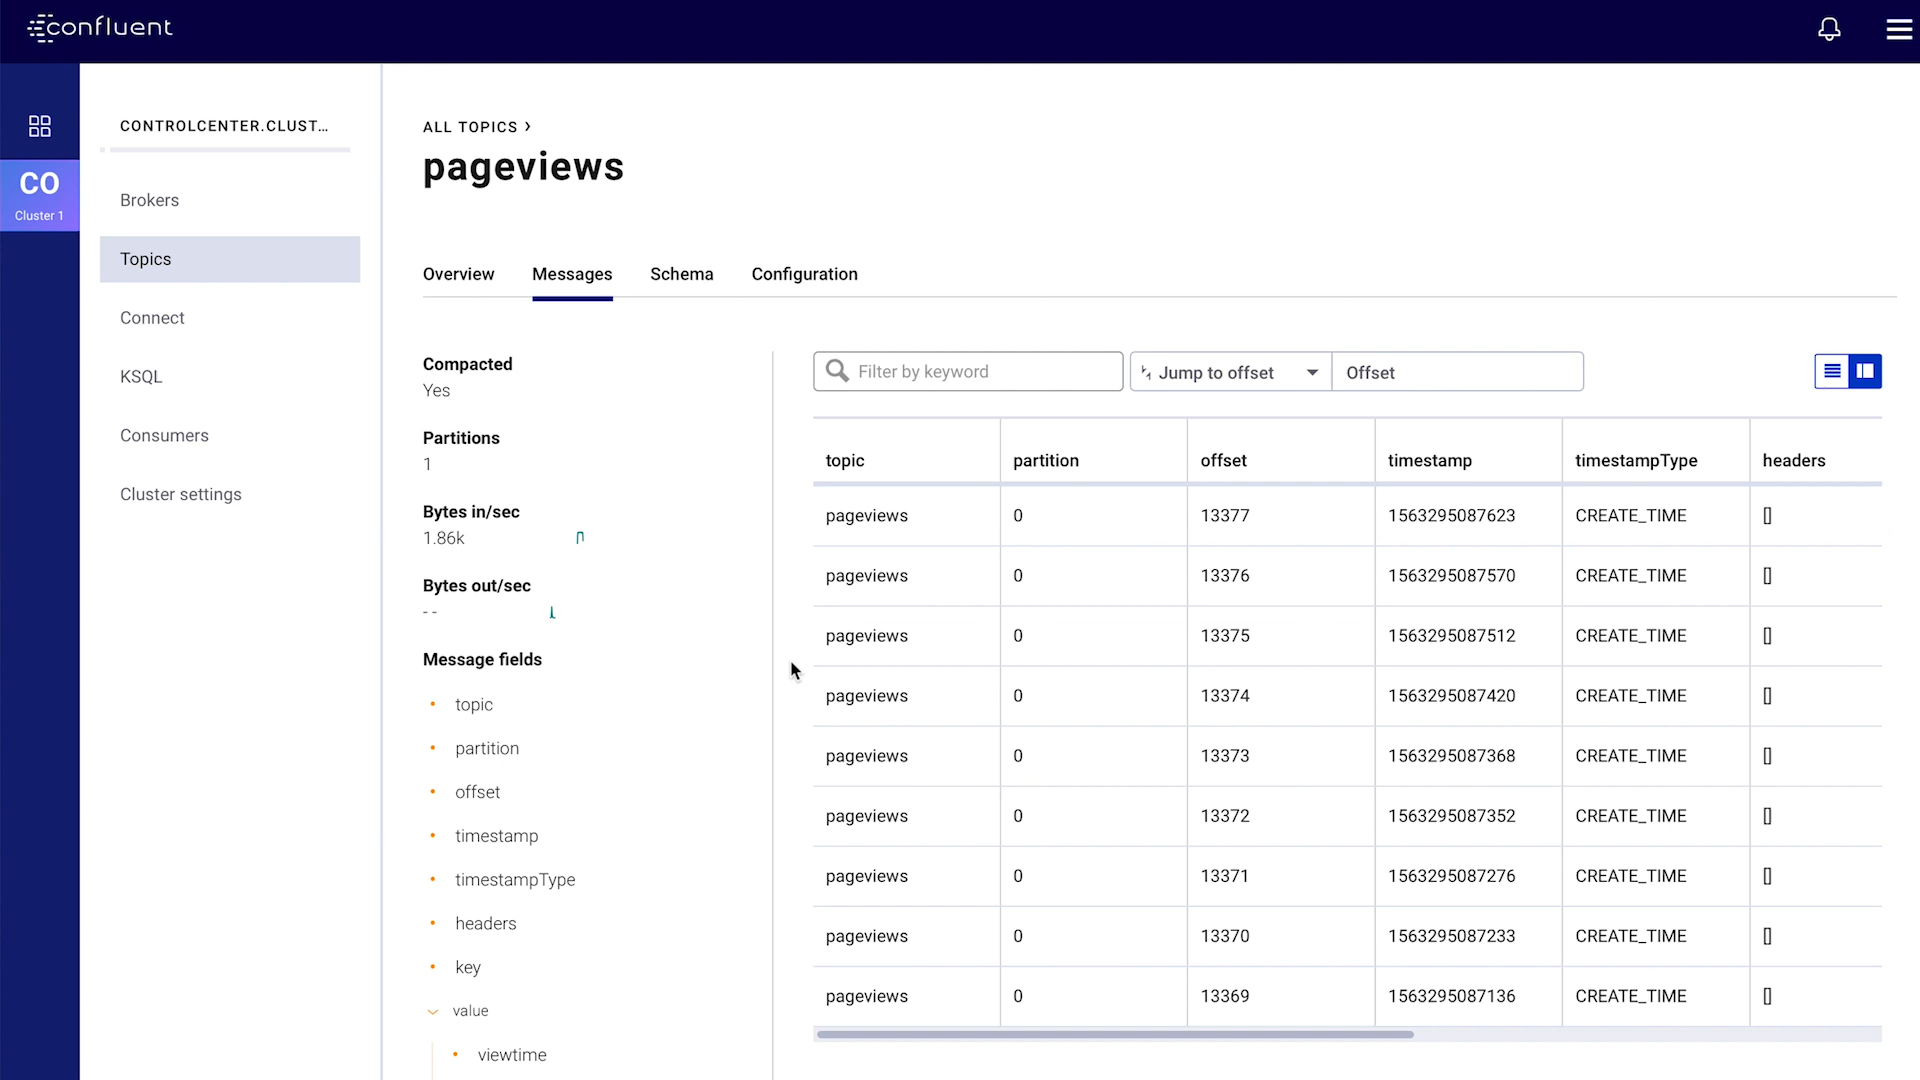 confluent
CO
Cluster 1
CONTROLCENTER.CLUST...
Brokers
Topics
Connect
KSQL
Consumers
Cluster settings
ALL TOPICS ›
pageviews
Overview Messages Schema Configuration
Compacted
Yes
Partitions
1
Bytes in/sec
1.86k
Bytes out/sec
- -
Message fields
topic
partition
offset
timestamp
timestampType
headers
key
value
viewtime
Filter by keyword Jump to offset Offset
topic partition offset timestamp timestampType headers
pageviews 0 13377 1563295087623 CREATE_TIME []
pageviews 0 13376 1563295087570 CREATE_TIME []
pageviews 0 13375 1563295087512 CREATE_TIME []
pageviews 0 13374 1563295087420 CREATE_TIME []
pageviews 0 13373 1563295087368 CREATE_TIME []
pageviews 0 13372 1563295087352 CREATE_TIME []
pageviews 0 13371 1563295087276 CREATE_TIME []
pageviews 0 13370 1563295087233 CREATE_TIME []
pageviews 0 13369 1563295087136 CREATE_TIME []